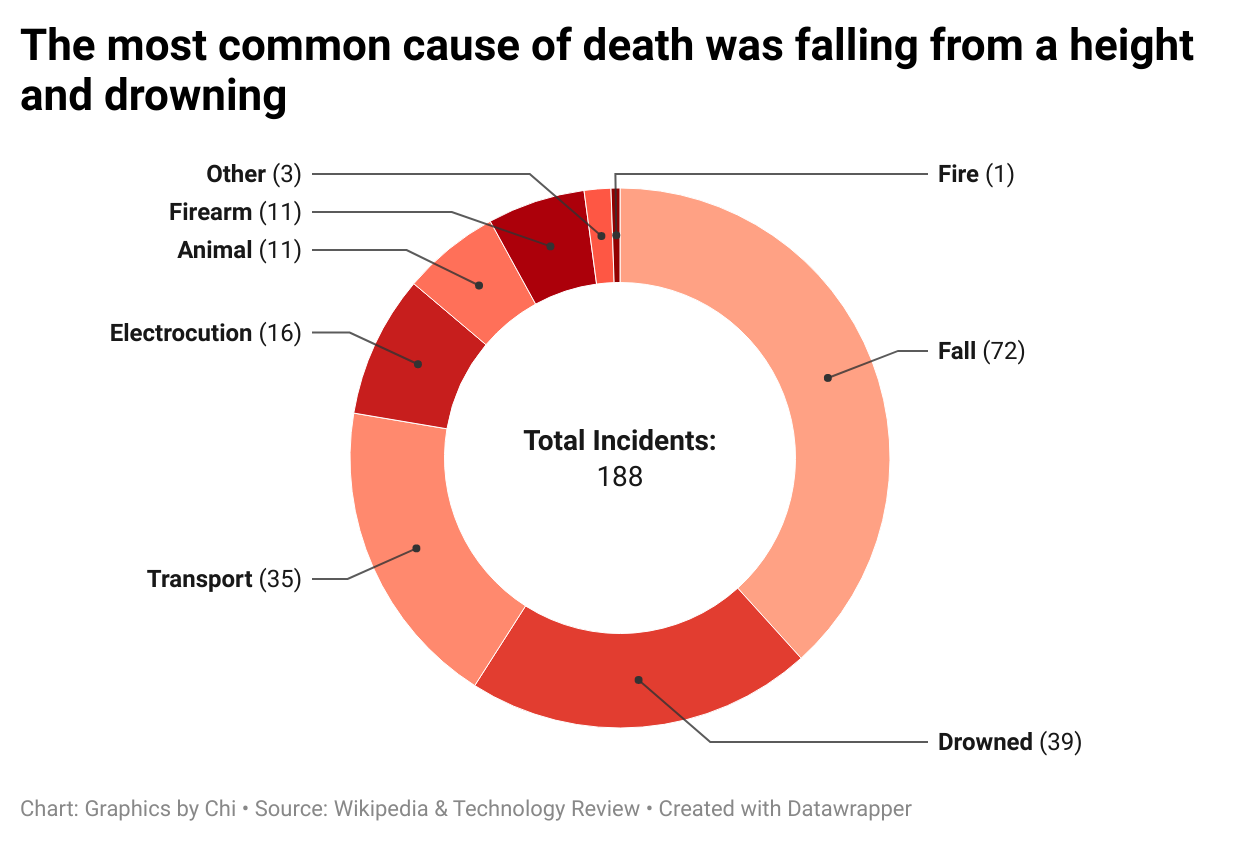 The most common cause of death was falling from a height
and drowning
Other (3)
Fire (1)
Firearm (11)
Animal (11)
Electrocution (16)
Fall (72)
Total Incidents:
188
Transport (35)
Drowned (39)
Chart: Graphics by Chi • Source: Wikipedia & Technology Review • Created with Datawrapper